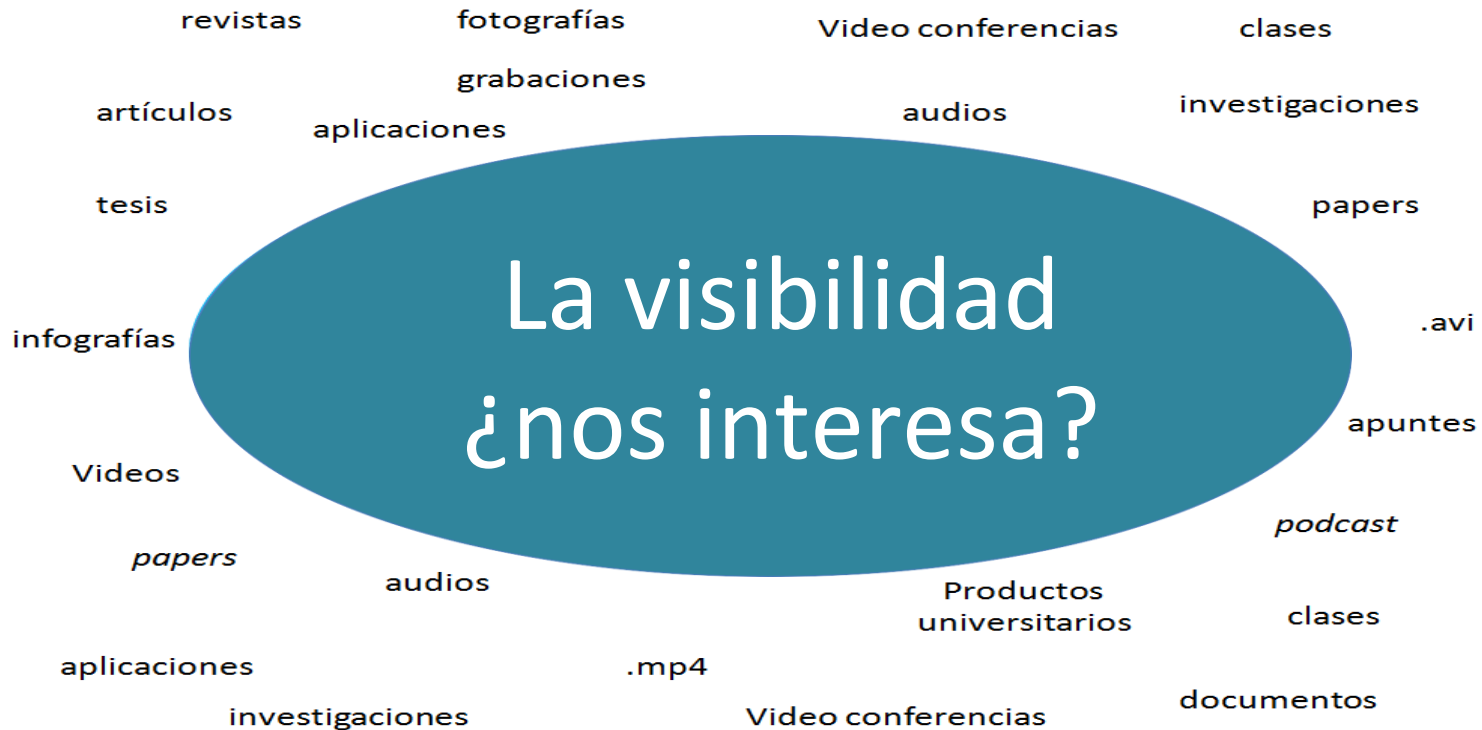 revistas
fotografías
Video conferencias
clases
grabaciones
artículos
aplicaciones
audios
investigaciones
tesis
papers
La visibilidad
¿nos interesa?
infografías
.avi
apuntes
Videos
podcast
papers
audios
Productos
universitarios
clases
aplicaciones
.mp4
documentos
investigaciones
Video conferencias